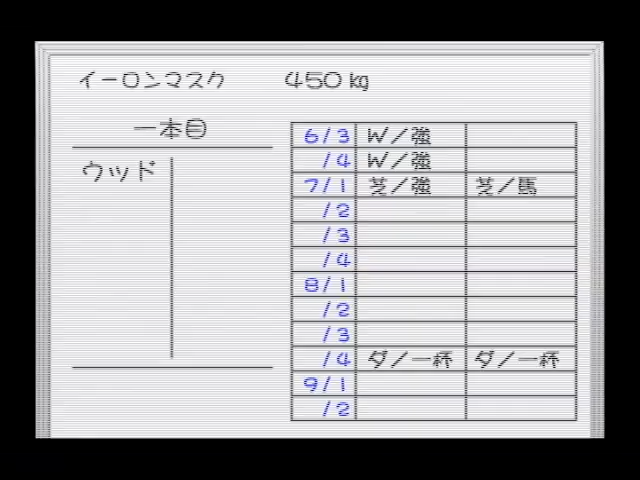 イーロンマスク 450kg
一本目
ウッド
6/3 W/強
/4 W/強
7/1 芝/強 芝/馬
/2
/3
/4
8/1
/2
/3
/4 ダ/一杯 ダ/一杯
9/1
/2